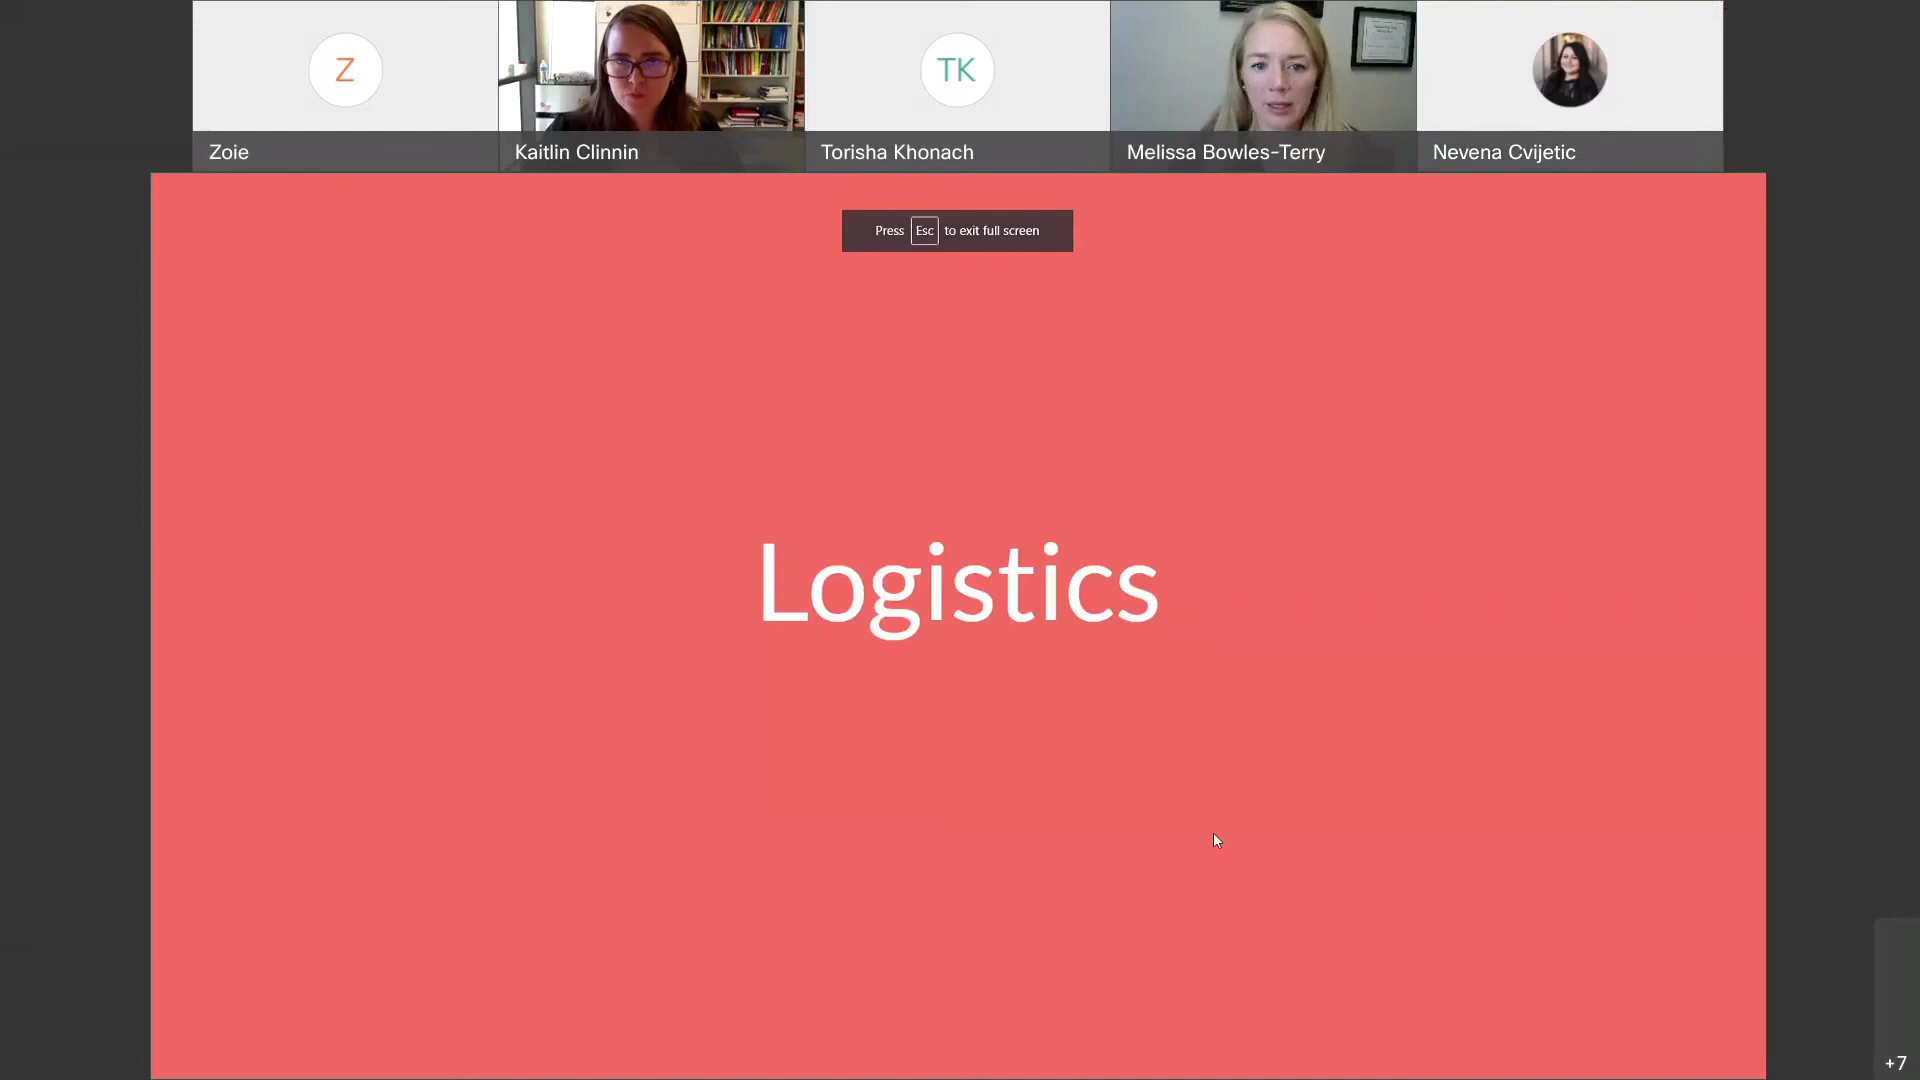 Z
TK
Zoie
Kaitlin Clinnin
Torisha Khonach
Melissa Bowles-Terry
Nevena Cvijetic
Press Esc to exit full screen
Logistics
+7